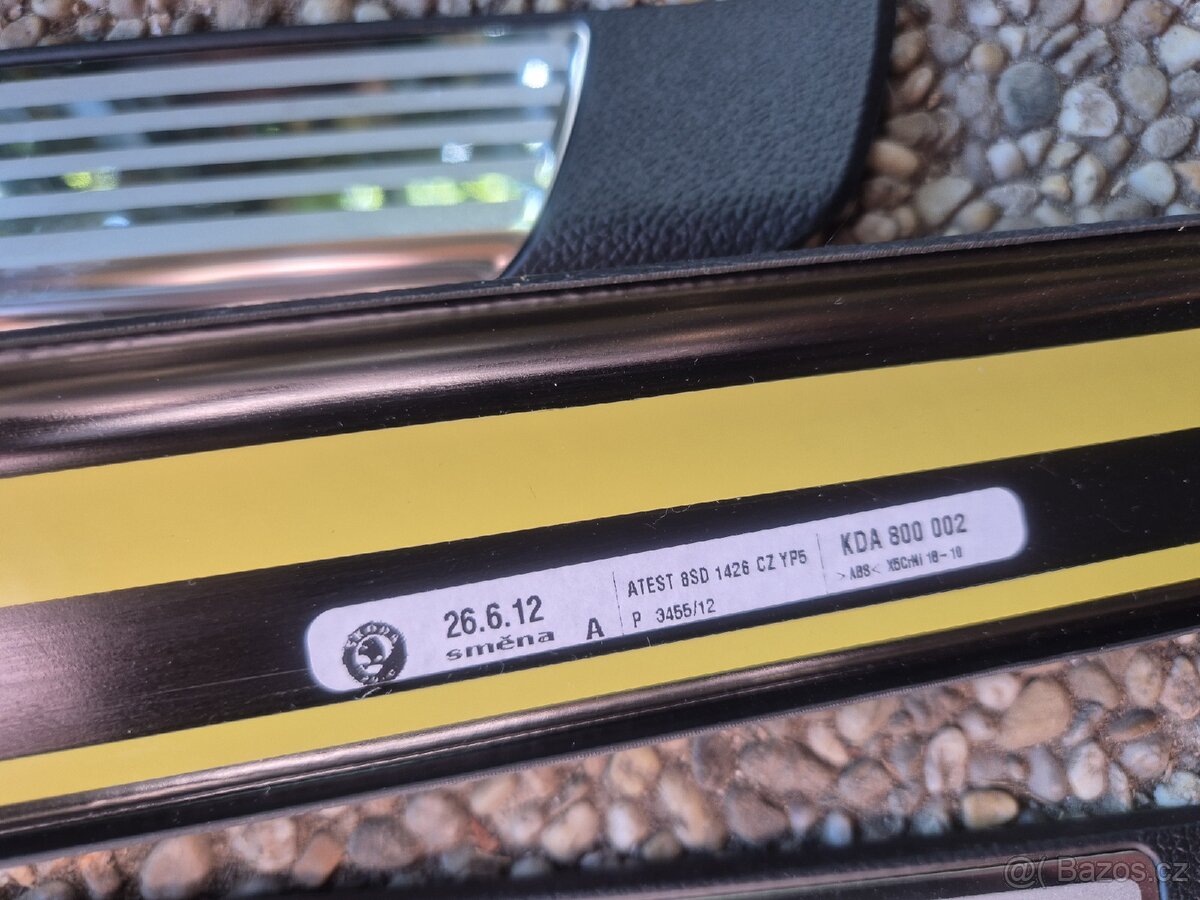 ŠKODA
26.6.12
směna A
ATEST 8SD 1426 CZ YP5
P 3455/12
KDA 800 002
>ABS< X5CrNi 18-10
Bazos.cz